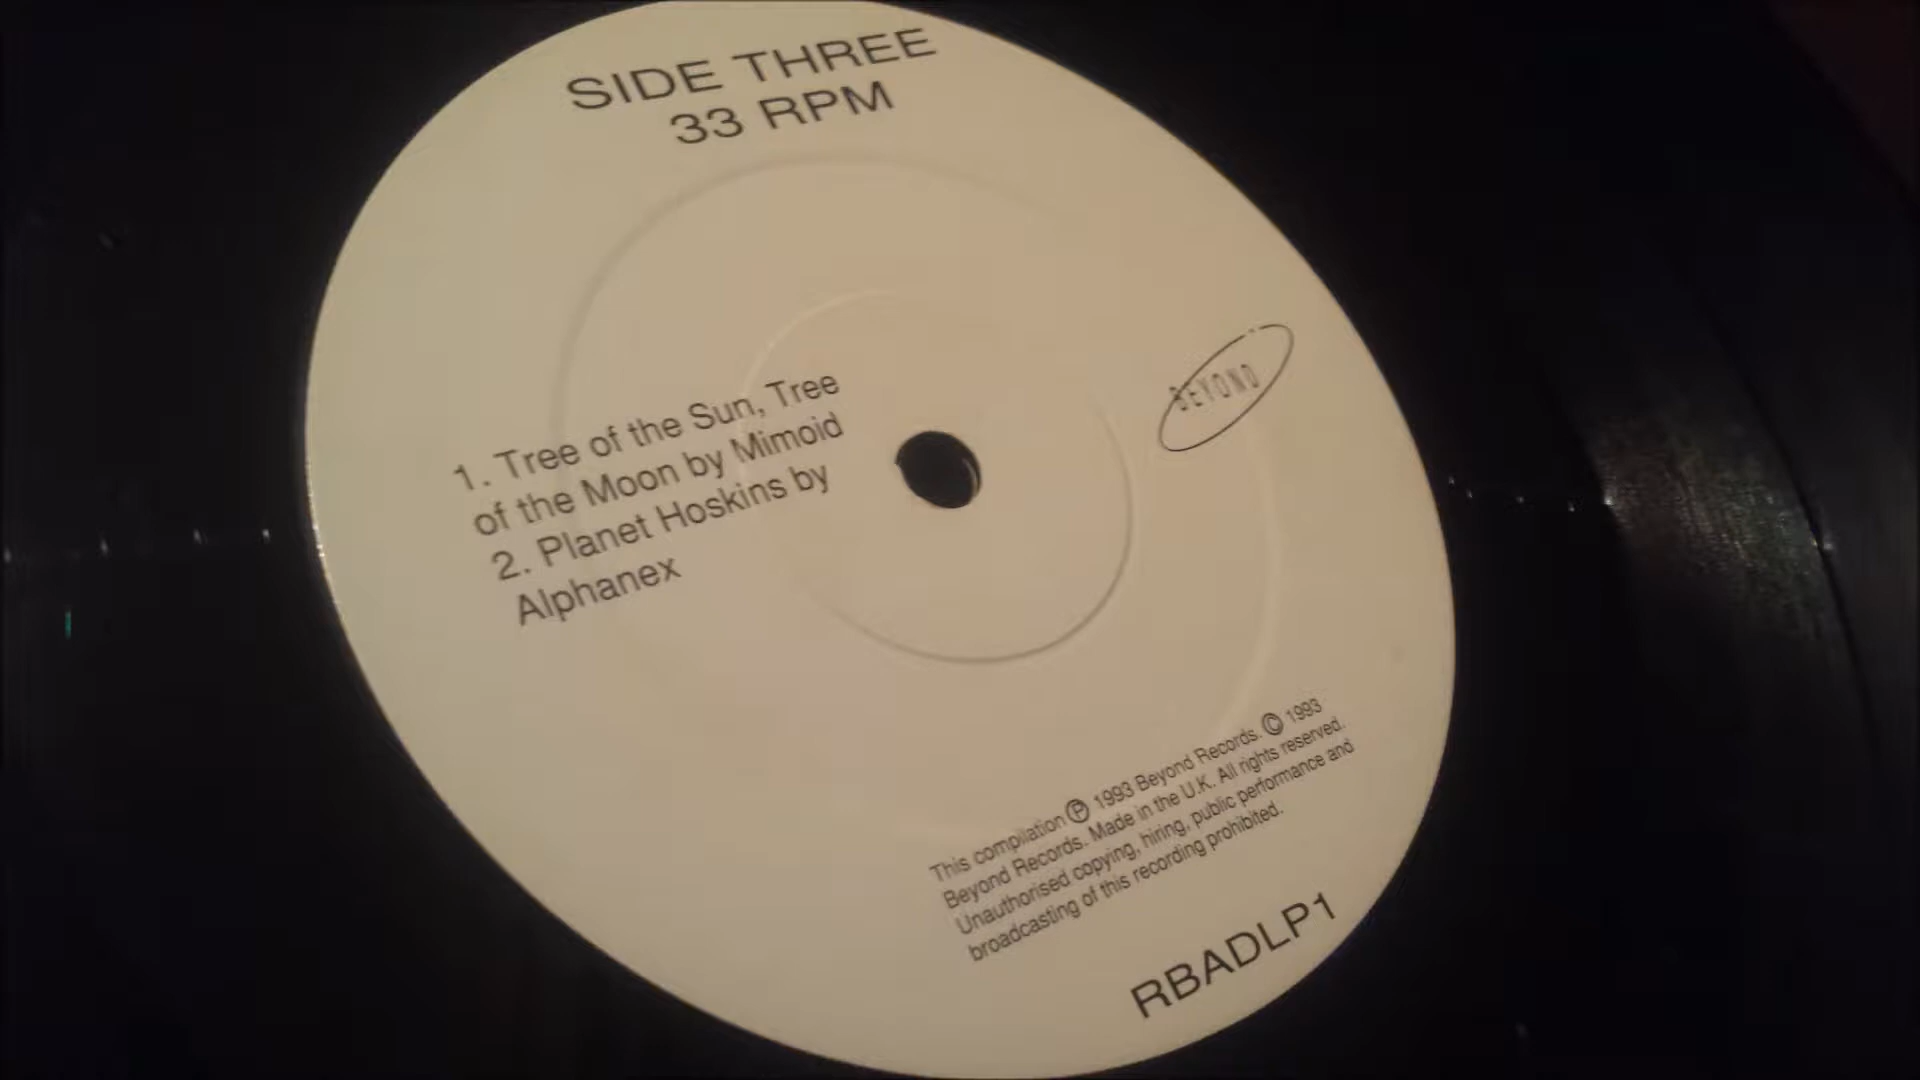 SIDE THREE
33 RPM
1. Tree of the Sun, Tree
of the Moon by Mimoid
2. Planet Hoskins by
Alphanex
BEYOND
This compilation Ⓟ 1993 Beyond Records. © 1993
Beyond Records. Made in the U.K. All rights reserved.
Unauthorised copying, hiring, public performance and
broadcasting of this recording prohibited.
RBADLP1